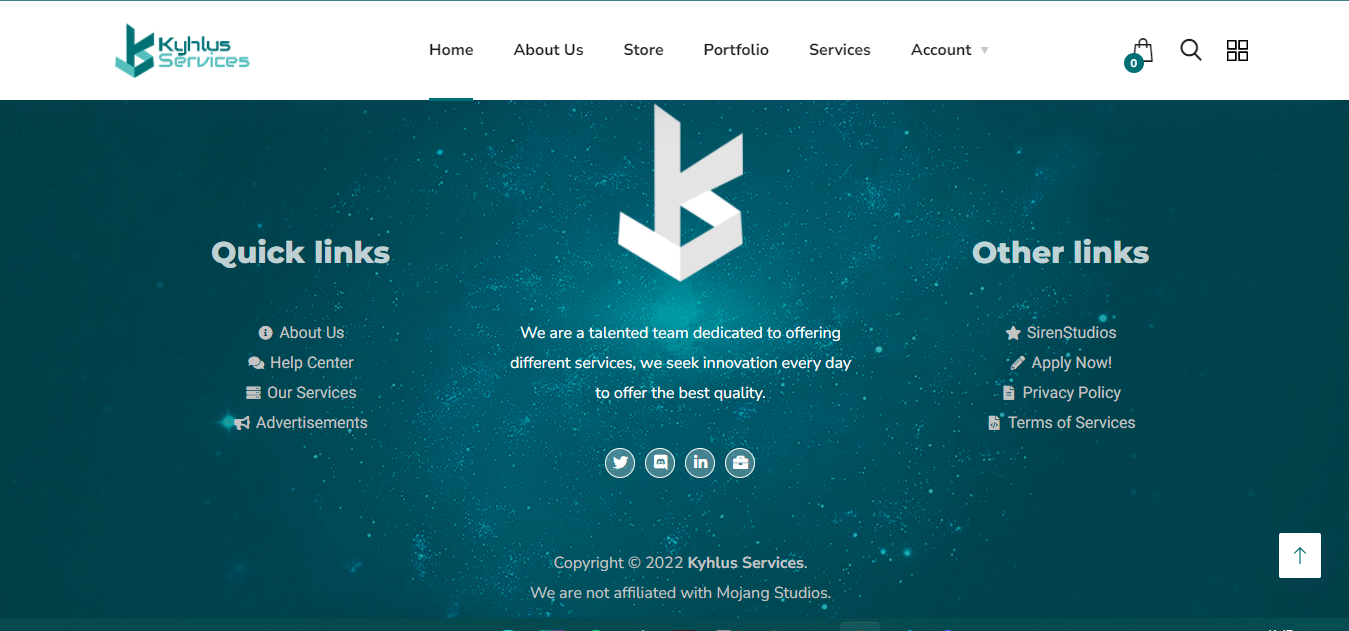 Kyhlus
Services
Home
About Us
Store
Portfolio
Services
Account
0
Quick links
About Us
Help Center
Our Services
Advertisements
We are a talented team dedicated to offering
different services, we seek innovation every day
to offer the best quality.
in
Other links
SirenStudios
Apply Now!
Privacy Policy
Terms of Services
Copyright © 2022 Kyhlus Services.
We are not affiliated with Mojang Studios.